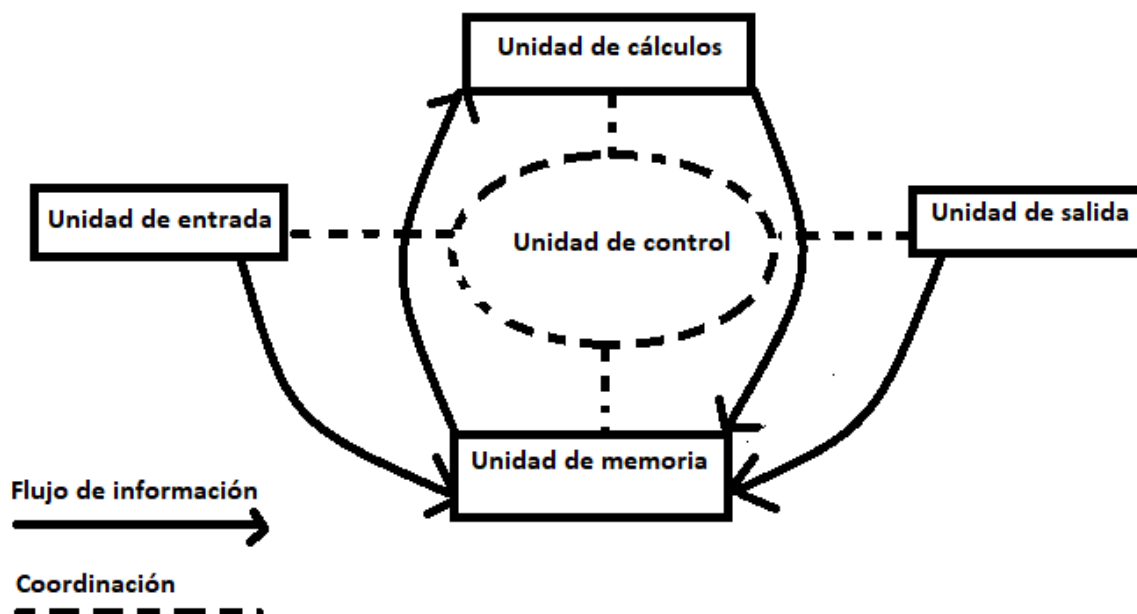 Unidad de cálculos
Unidad de entrada
Unidad de salida
Unidad de control
Unidad de memoria
Flujo de información
Coordinación